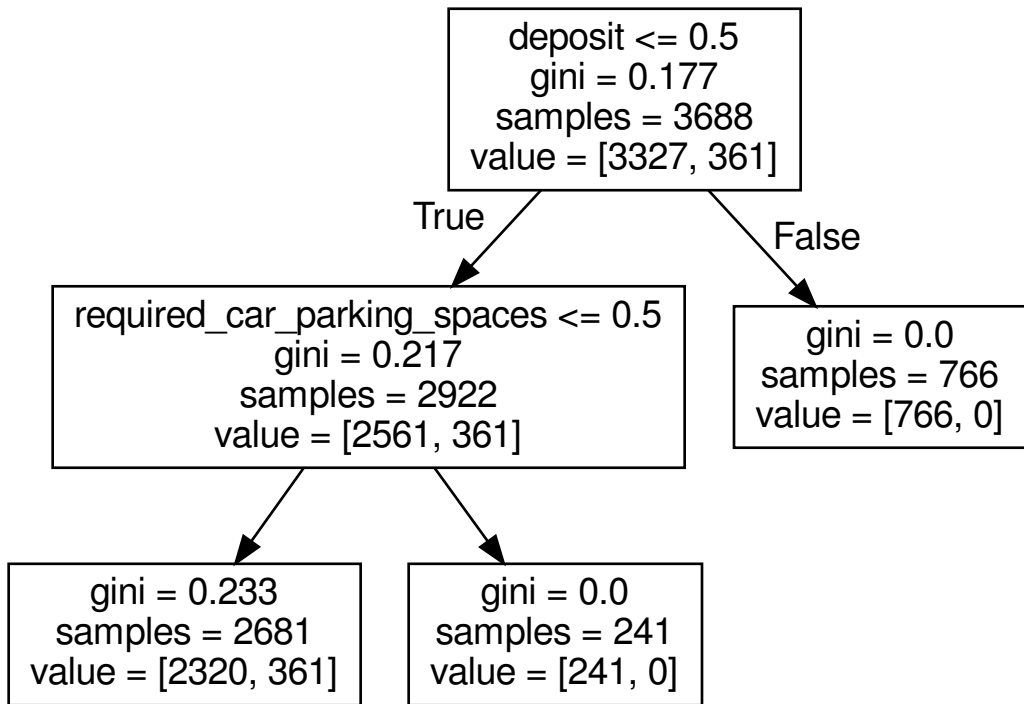 deposit <= 0.5
gini = 0.177
samples = 3688
value = [3327, 361]
True
False
required_car_parking_spaces <= 0.5
gini = 0.217
samples = 2922
value = [2561, 361]
gini = 0.0
samples = 766
value = [766, 0]
gini = 0.233
samples = 2681
value = [2320, 361]
gini = 0.0
samples = 241
value = [241, 0]